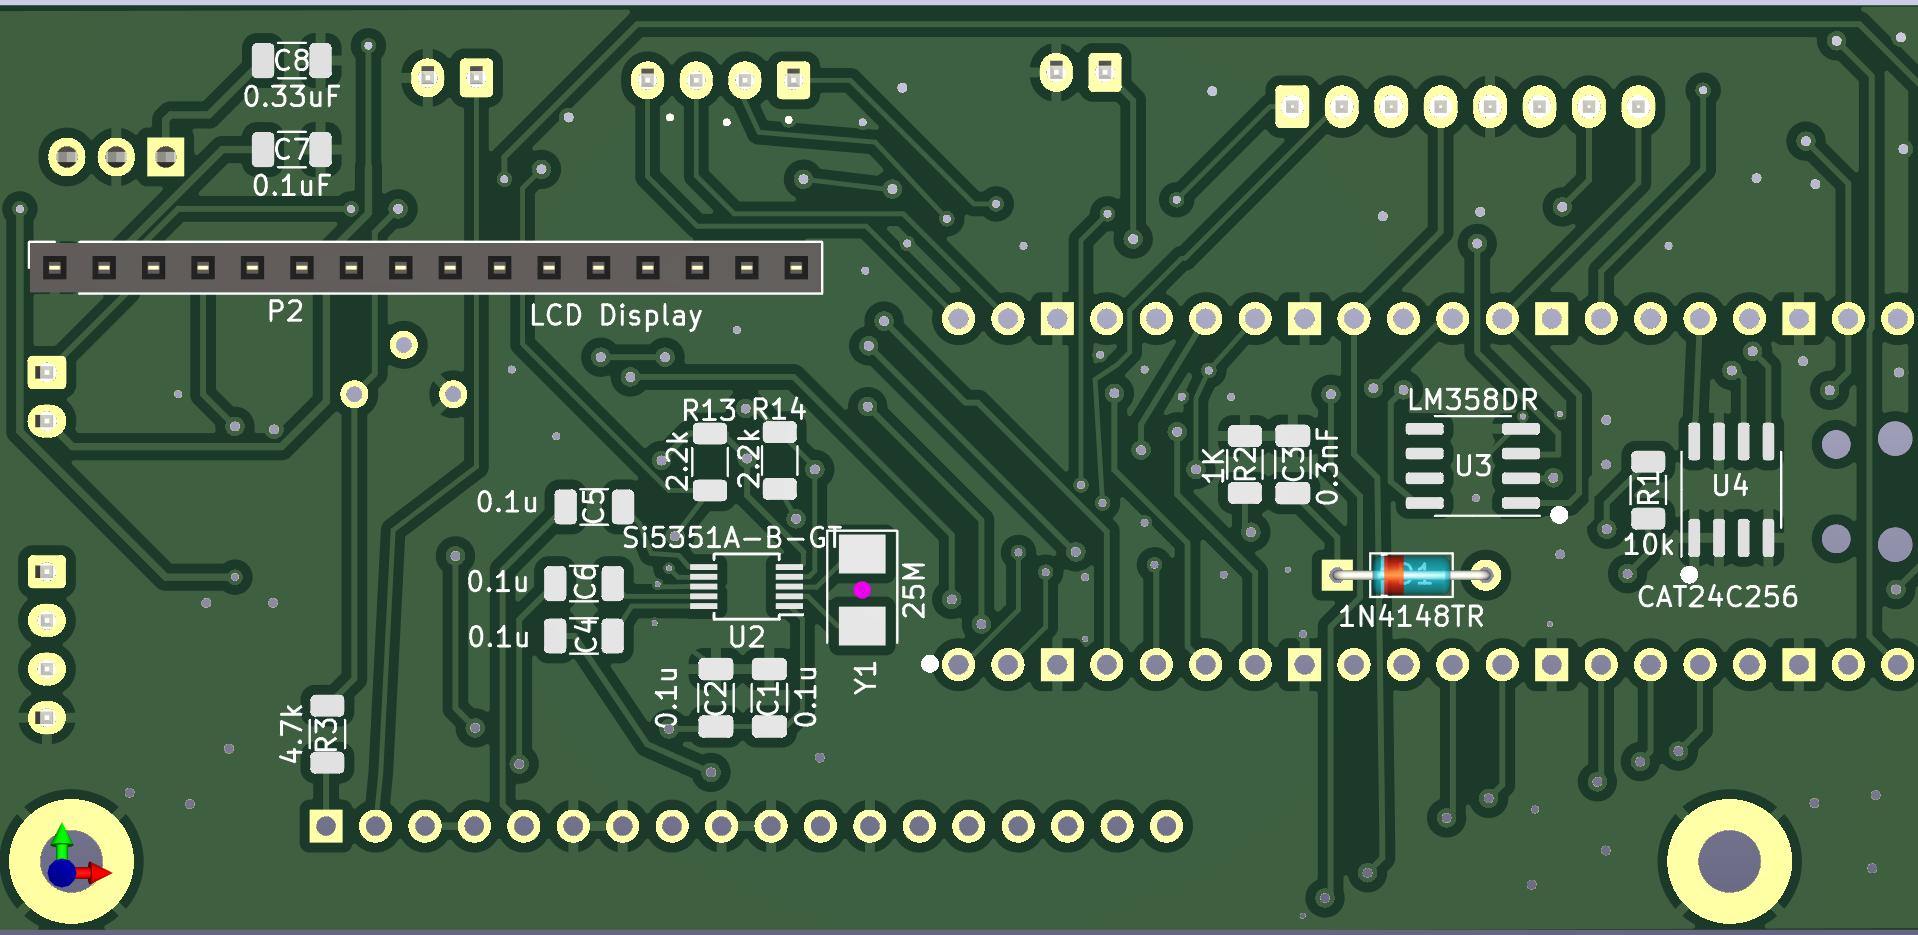 C8
0.33uF
C7
0.1uF
P2
LCD Display
R13
R14
2.2k
2.2k
LM358DR
1K
R2
C3
0.3nF
U3
R1
U4
10k
CAT24C256
0.1u
C5
Si5351A-B-GT
0.1u
C6
25M
0.1u
C4
U2
Y1
1N4148TR
0.1u
C2
C1
0.1u
4.7k
R3